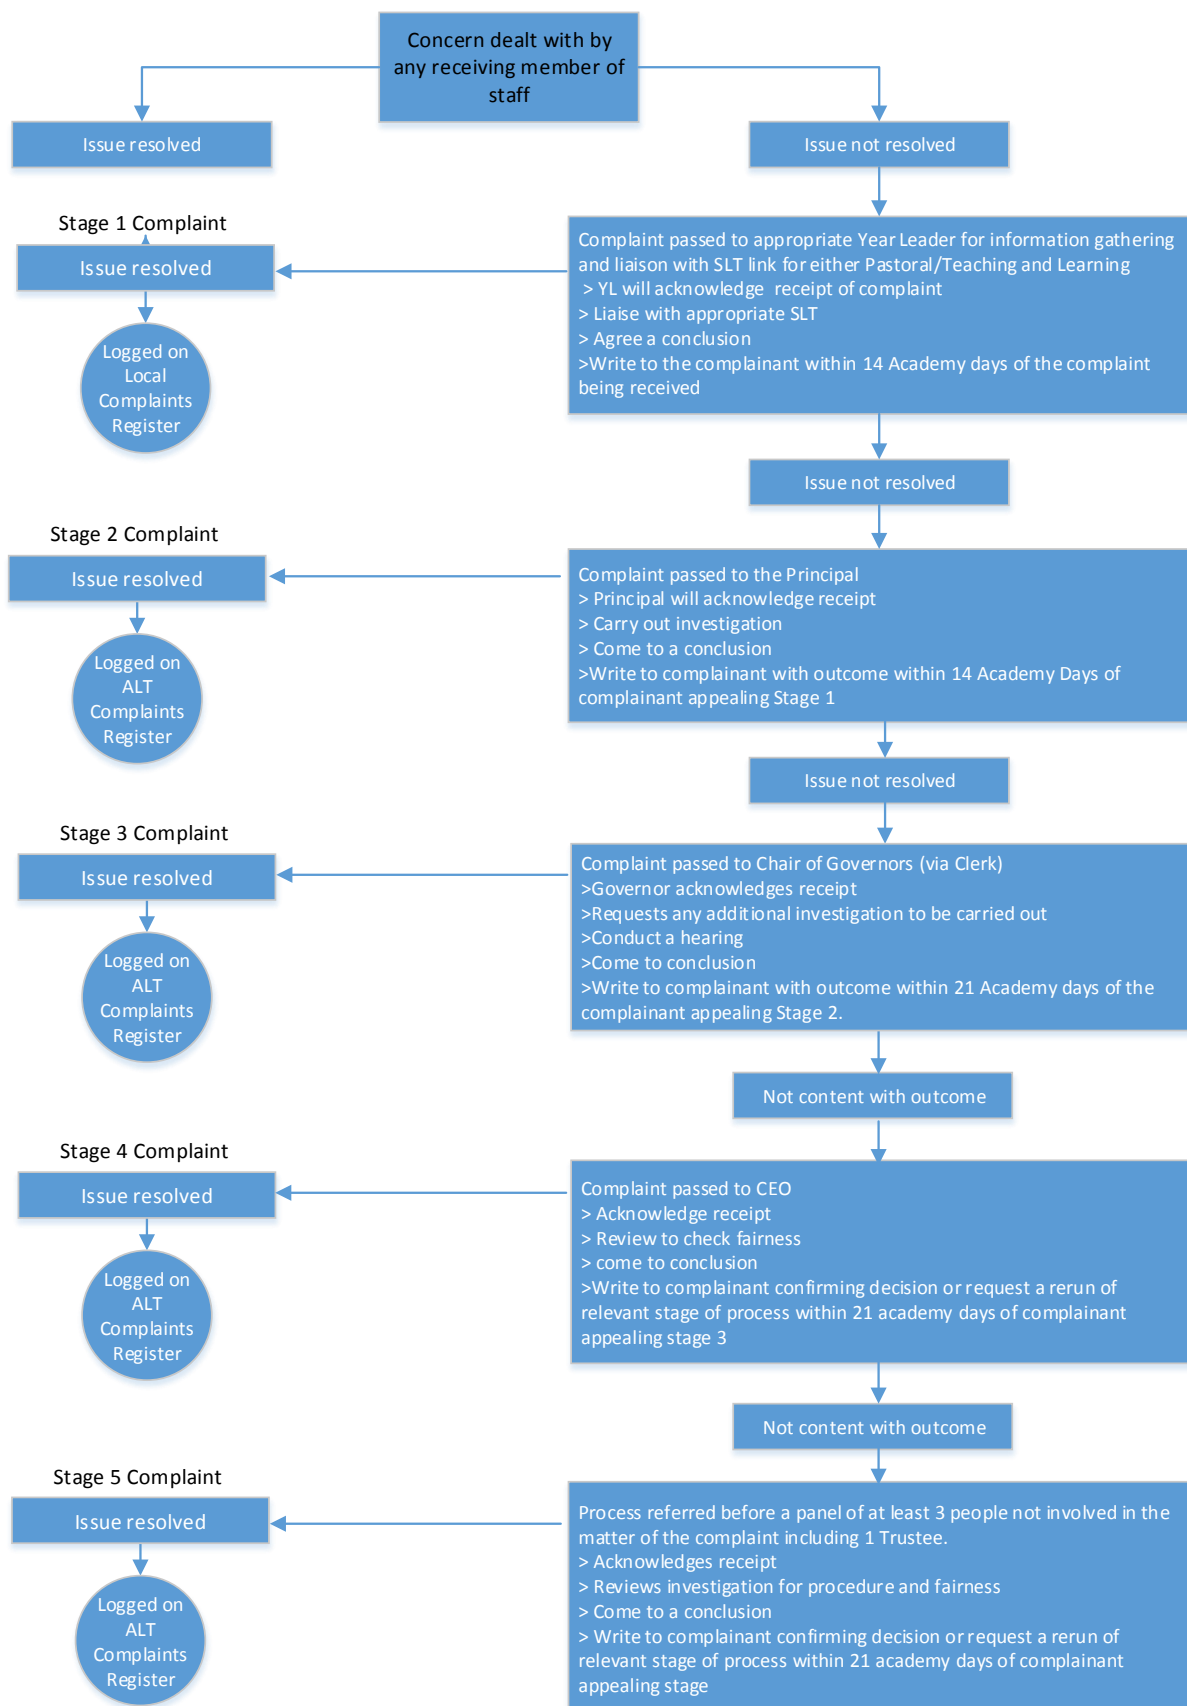 Concern dealt with by
any receiving member of
staff
Issue resolved
Issue not resolved
Stage 1 Complaint
Issue resolved
Logged on
Local
Complaints
Register
Complaint passed to appropriate Year Leader for information gathering
and liaison with SLT link for either Pastoral/Teaching and Learning
> YL will acknowledge receipt of complaint
> Liaise with appropriate SLT
> Agree a conclusion
>Write to the complainant within 14 Academy days of the complaint
being received
Issue not resolved
Stage 2 Complaint
Issue resolved
Logged on
ALT
Complaints
Register
Complaint passed to the Principal
> Principal will acknowledge receipt
> Carry out investigation
> Come to a conclusion
>Write to complainant with outcome within 14 Academy Days of
complainant appealing Stage 1
Issue not resolved
Stage 3 Complaint
Issue resolved
Logged on
ALT
Complaints
Register
Complaint passed to Chair of Governors (via Clerk)
>Governor acknowledges receipt
>Requests any additional investigation to be carried out
>Conduct a hearing
>Come to conclusion
>Write to complainant with outcome within 21 Academy days of the
complainant appealing Stage 2.
Not content with outcome
Stage 4 Complaint
Issue resolved
Logged on
ALT
Complaints
Register
Complaint passed to CEO
> Acknowledge receipt
> Review to check fairness
> come to conclusion
>Write to complainant confirming decision or request a rerun of
relevant stage of process within 21 academy days of complainant
appealing stage 3
Not content with outcome
Stage 5 Complaint
Issue resolved
Logged on
ALT
Complaints
Register
Process referred before a panel of at least 3 people not involved in the
matter of the complaint including 1 Trustee.
> Acknowledges receipt
> Reviews investigation for procedure and fairness
> Come to a conclusion
> Write to complainant confirming decision or request a rerun of
relevant stage of process within 21 academy days of complainant
appealing stage